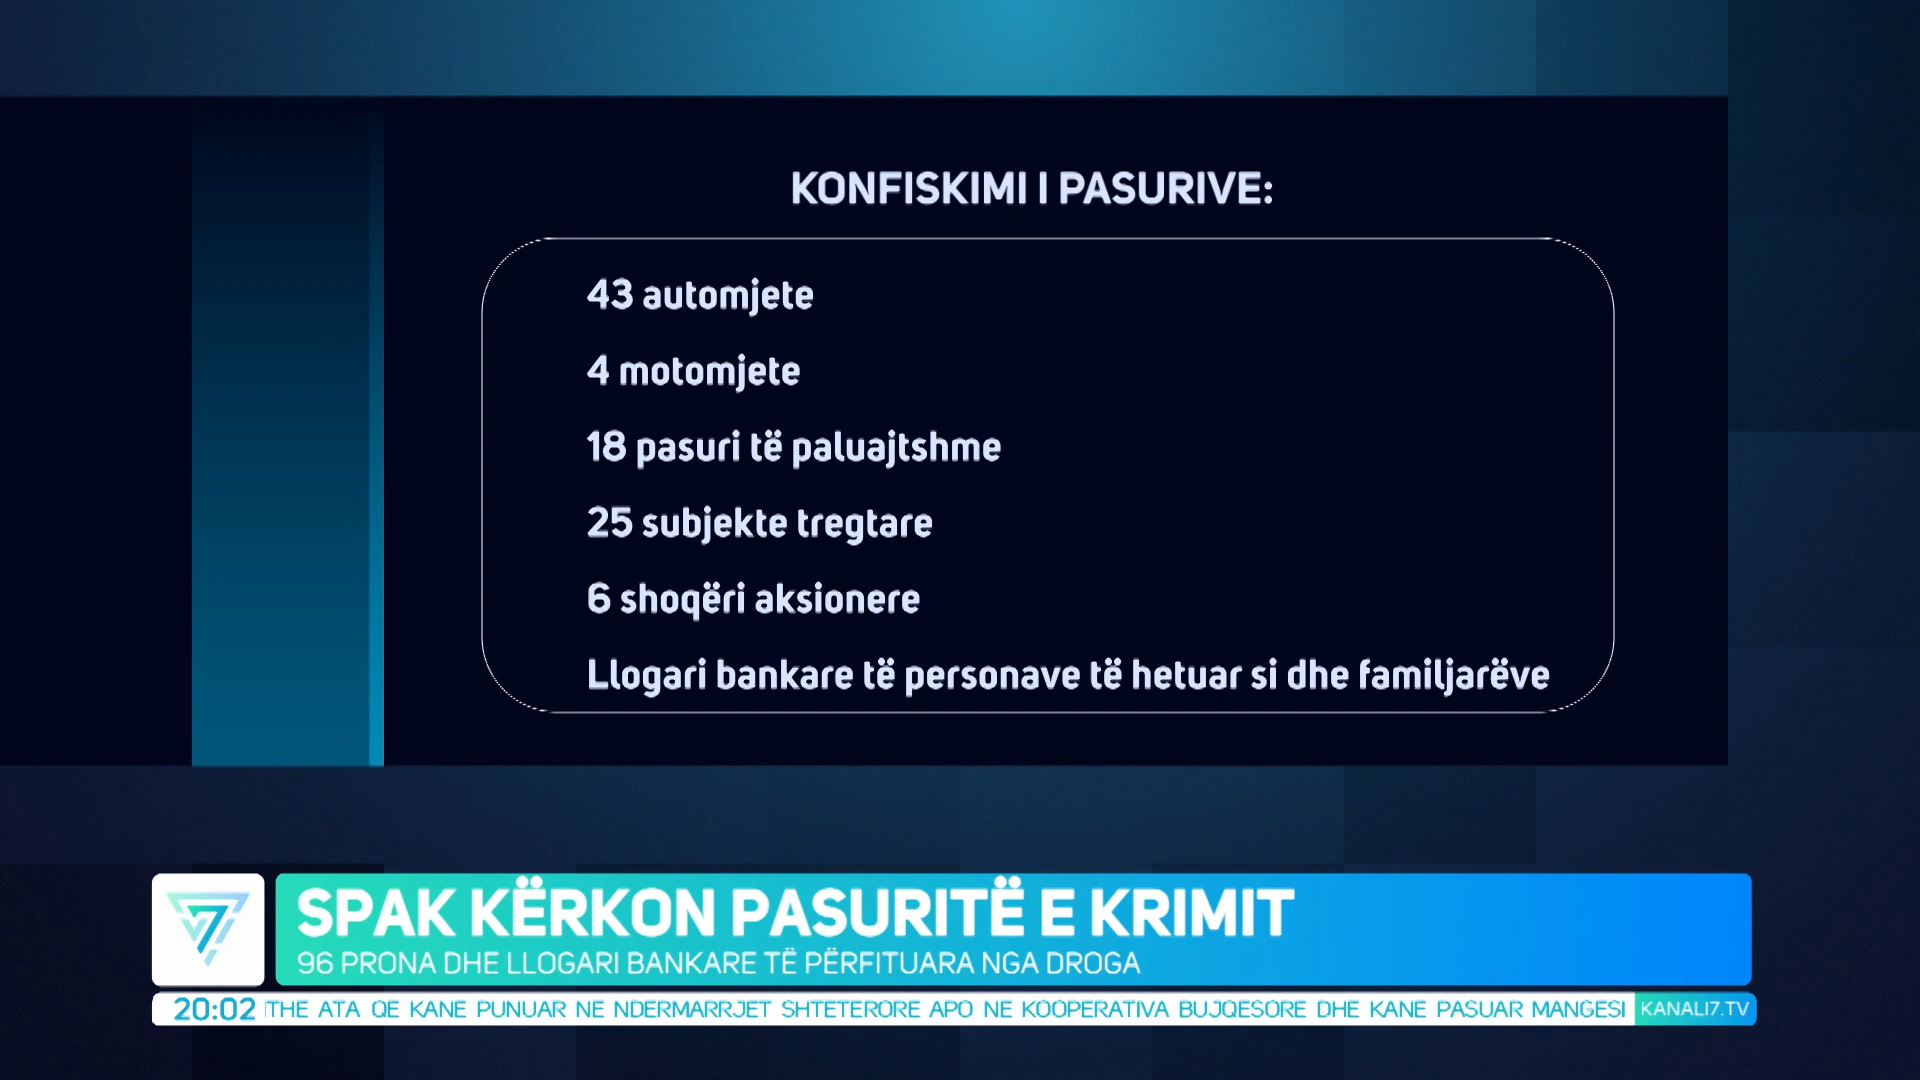 KONFISKIMI I PASURIVE:
43 automjete
4 motomjete
18 pasuri të paluajtshme
25 subjekte tregtare
6 shoqëri aksionere
Llogari bankare të personave të hetuar si dhe familjarëve
SPAK KËRKON PASURITË E KRIMIT
96 PRONA DHE LLOGARI BANKARE TË PËRFITUARA NGA DROGA
20:02 THE ATA QE KANE PUNUAR NE NDERMARRJET SHTETERORE APO NE KOOPERATIVA BUJQESORE DHE KANE PASUAR MANGESI KANALI7.TV